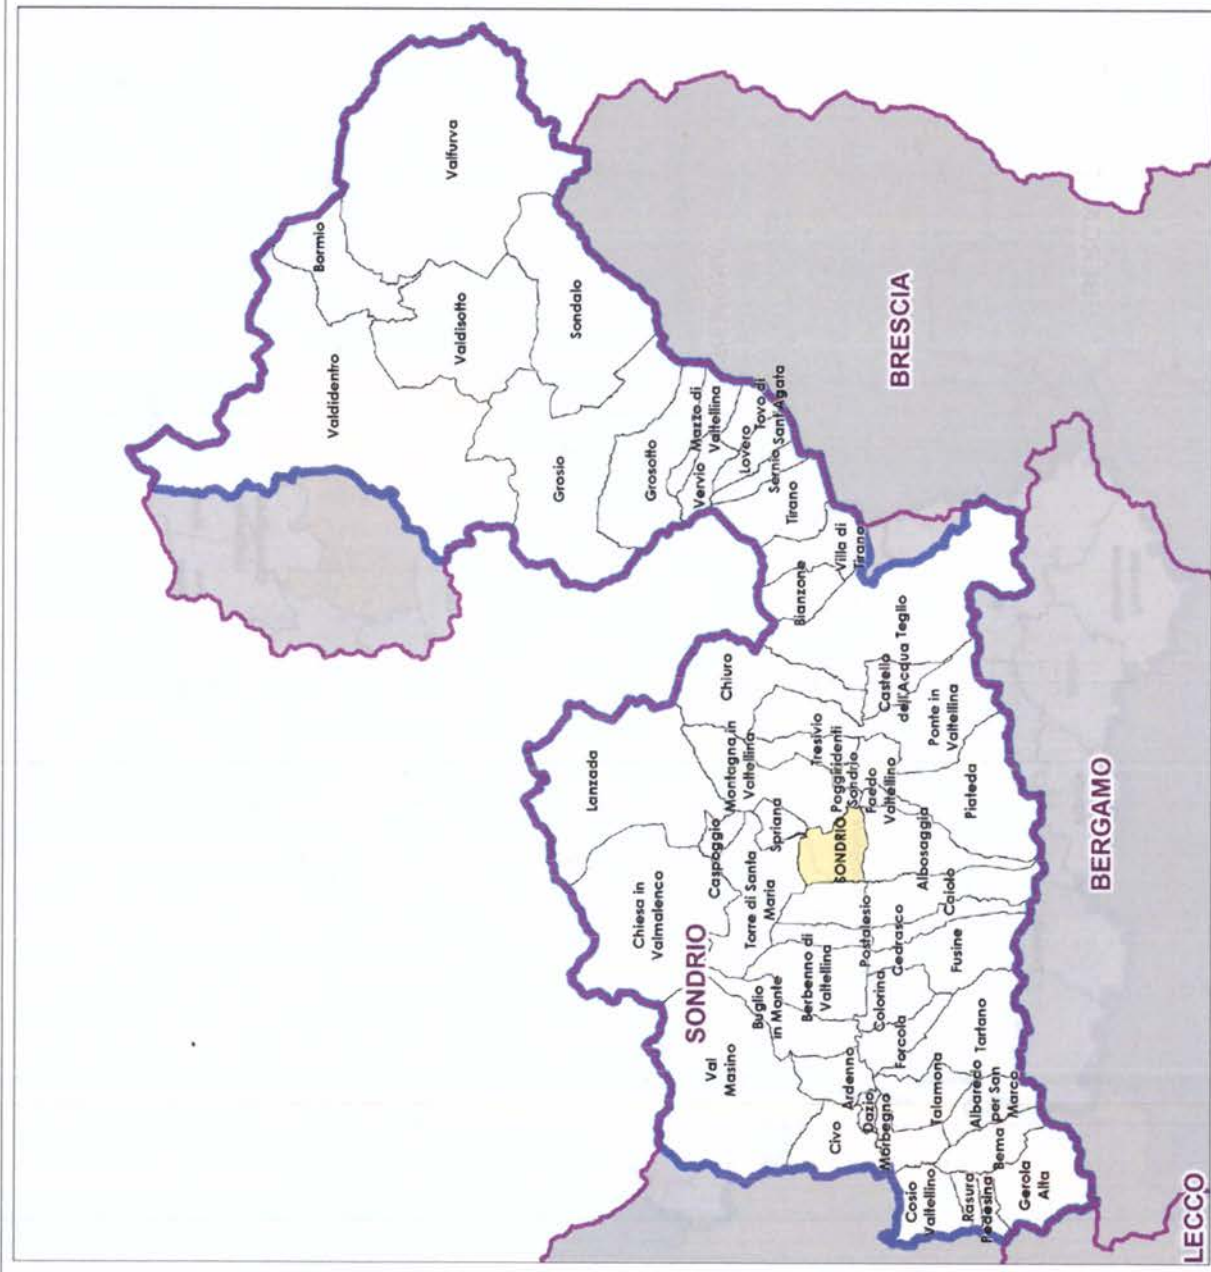 Valdidentro
Bormio
Valfurva
Valdisotto
Sondalo
Grosio
Grosotto
Vervio
Mazzo di
Valtellina
Lovero
Tovo di
Sant'Agata
Sernio
Tirano
Villa di
Tirano
Bianzone
BRESCIA
Lanzada
Chiesa in
Valmalenco
Caspoggio
Torre di Santa
Maria
Spriana
Montagna in
Valtellina
Chiuro
Tresivio
Poggiridenti
Sondrio
Faedo
Valtellino
Castello
dell'Acqua
Teglio
Ponte in
Valtellina
Piateda
SONDRIO
SONDRIO
Albosaggia
Caiolo
Val
Masino
Buglio
in Monte
Berbenno di
Valtellina
Postalesio
Cedrasco
Fusine
Colorina
Forcola
Tartano
Ardenno
Civo
Dazio
Morbegno
Talamona
Albaredo
per San
Marco
Bema
Cosio
Valtellino
Rasura
Pedesina
Gerola
Alta
BERGAMO
LECCO